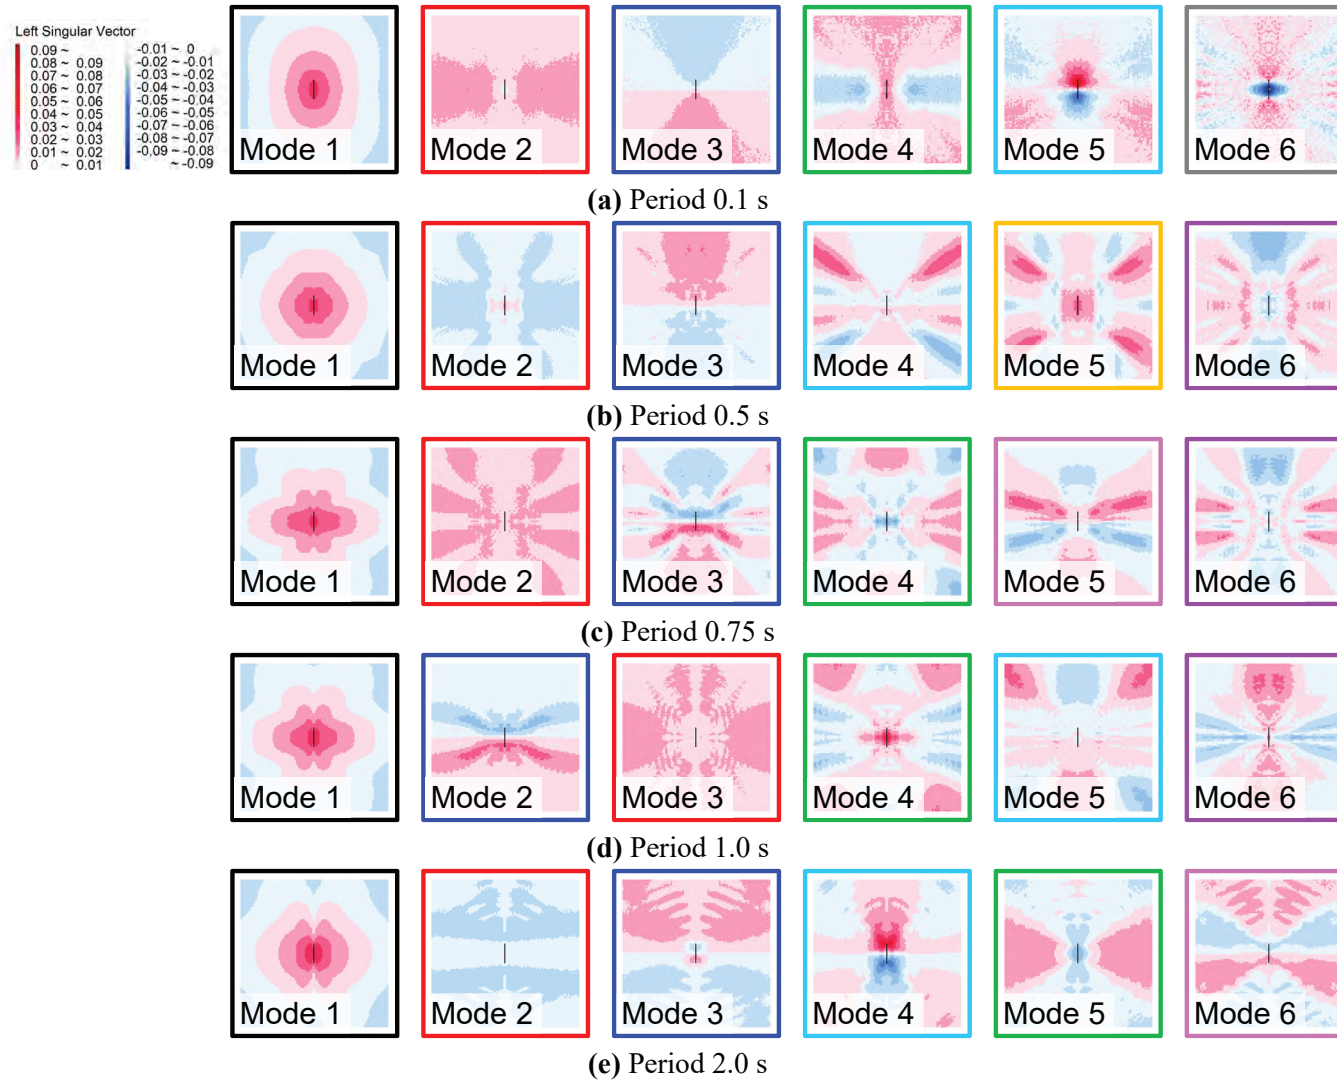 Left Singular Vector
0.09 ~
0.08 ~ 0.09
0.07 ~ 0.08
0.06 ~ 0.07
0.05 ~ 0.06
0.04 ~ 0.05
0.03 ~ 0.04
0.02 ~ 0.03
0.01 ~ 0.02
0 ~ 0.01
-0.01 ~ 0
-0.02 ~ -0.01
-0.03 ~ -0.02
-0.04 ~ -0.03
-0.05 ~ -0.04
-0.06 ~ -0.05
-0.07 ~ -0.06
-0.08 ~ -0.07
-0.09 ~ -0.08
~ -0.09
Mode 1 Mode 2 Mode 3 Mode 4 Mode 5 Mode 6
(a) Period 0.1 s
Mode 1 Mode 2 Mode 3 Mode 4 Mode 5 Mode 6
(b) Period 0.5 s
Mode 1 Mode 2 Mode 3 Mode 4 Mode 5 Mode 6
(c) Period 0.75 s
Mode 1 Mode 2 Mode 3 Mode 4 Mode 5 Mode 6
(d) Period 1.0 s
Mode 1 Mode 2 Mode 3 Mode 4 Mode 5 Mode 6
(e) Period 2.0 s